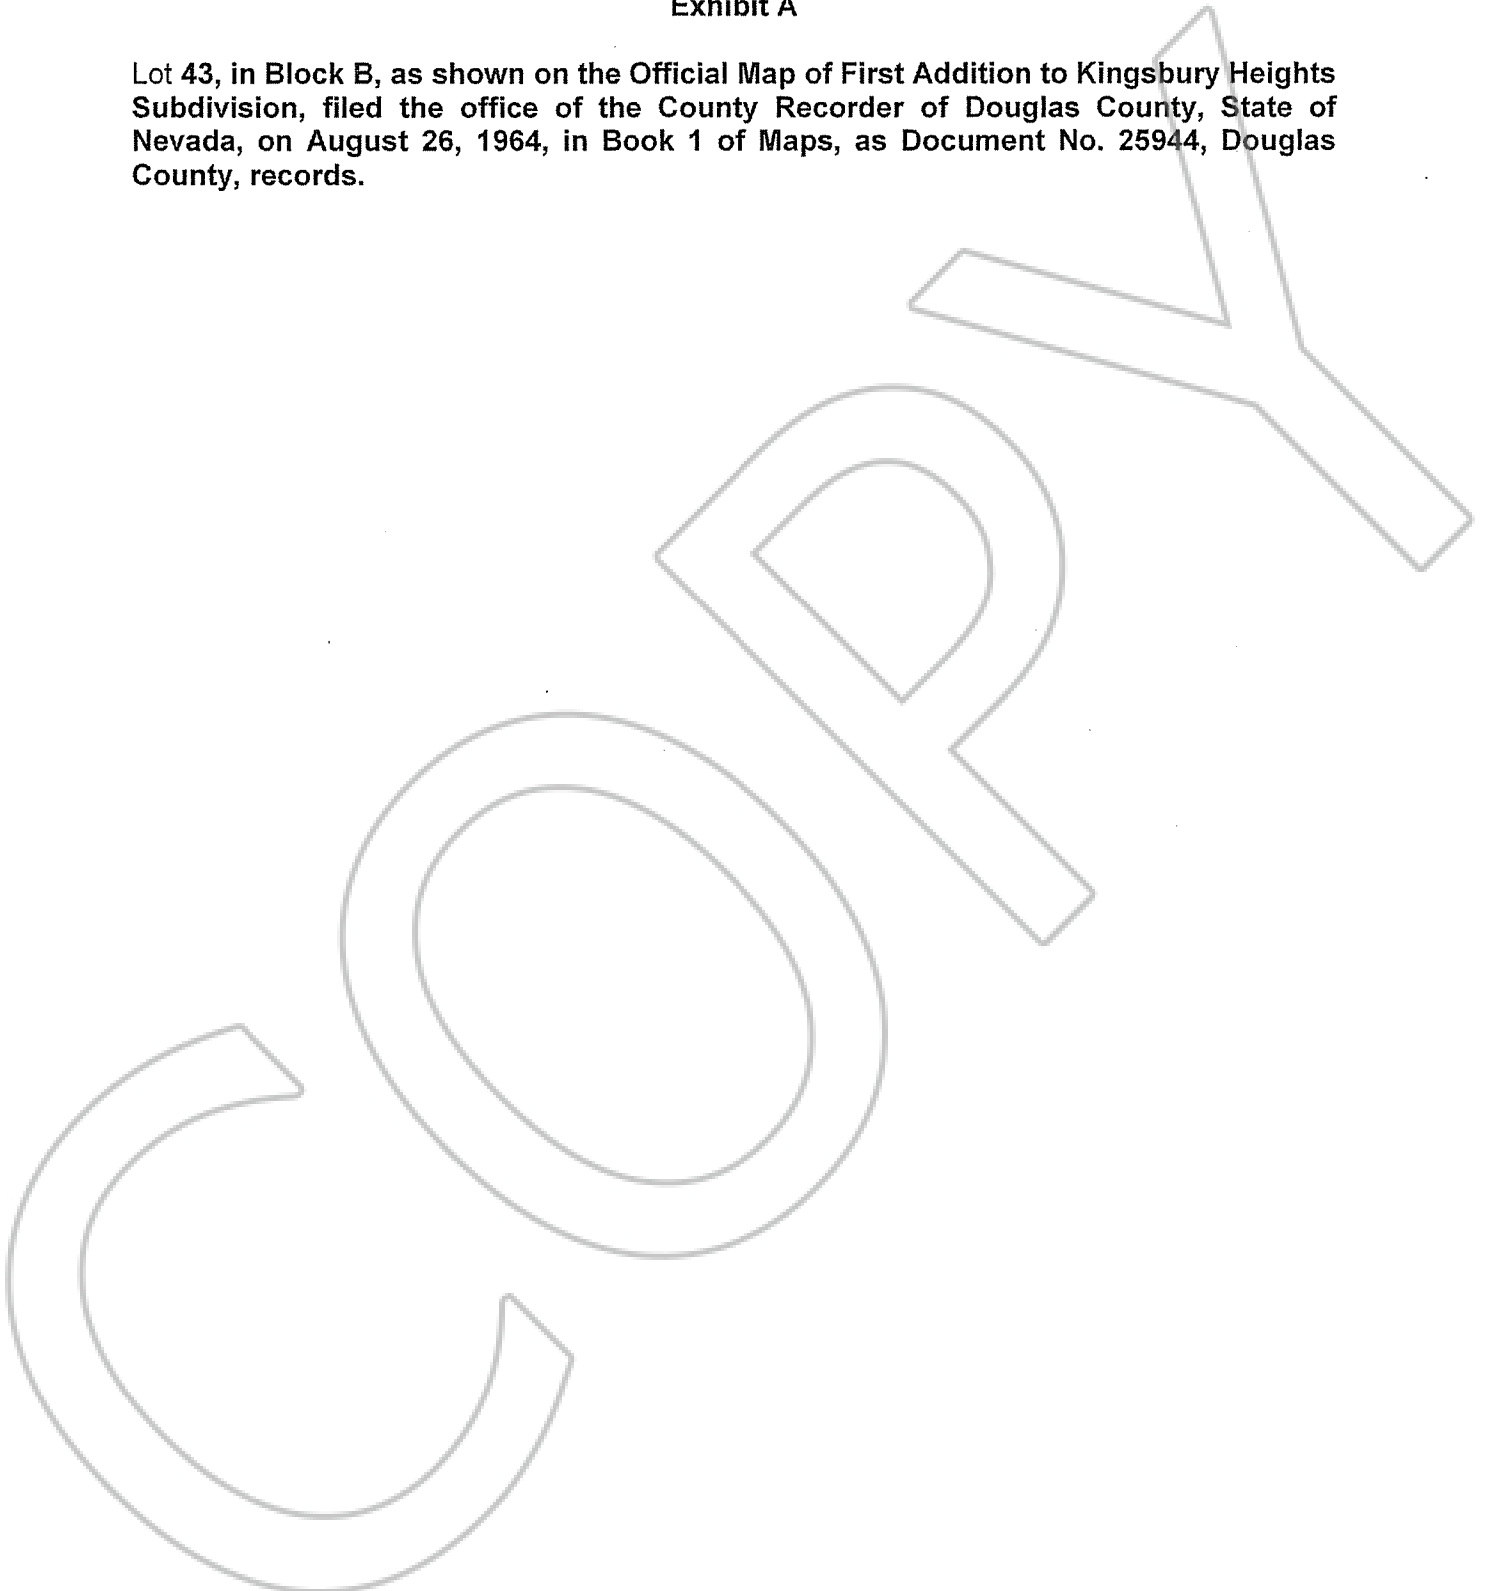 Exhibit A
Lot 43, in Block B, as shown on the Official Map of First Addition to Kingsbury Heights
Subdivision, filed the office of the County Recorder of Douglas County, State of
Nevada, on August 26, 1964, in Book 1 of Maps, as Document No. 25944, Douglas
County, records.
COPY